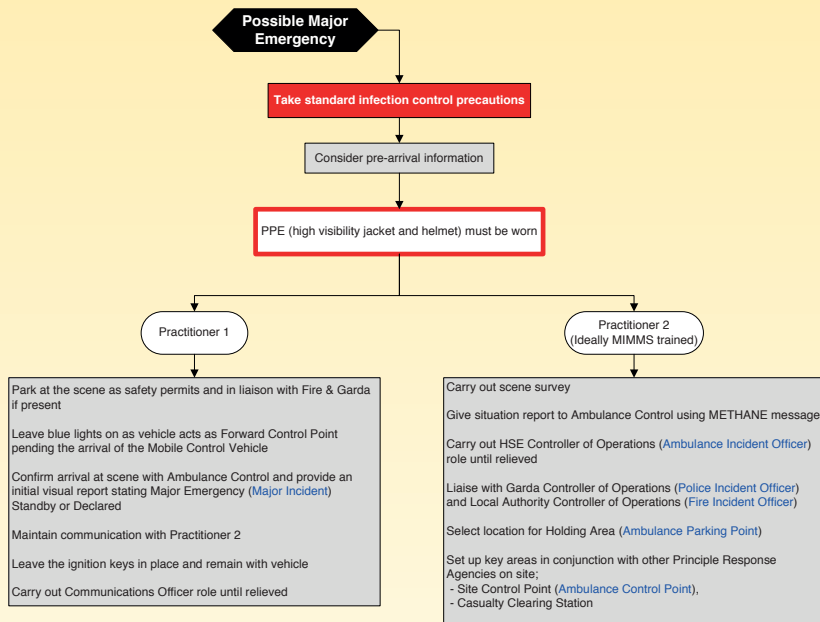 Possible Major
Emergency
Take standard infection control precautions
Consider pre-arrival information
PPE (high visibility jacket and helmet) must be worn
Practitioner 1
Park at the scene as safety permits and in liaison with Fire & Garda
if present
Leave blue lights on as vehicle acts as Forward Control Point
pending the arrival of the Mobile Control Vehicle
Confirm arrival at scene with Ambulance Control and provide an
initial visual report stating Major Emergency (Major Incident)
Standby or Declared
Maintain communication with Practitioner 2
Leave the ignition keys in place and remain with vehicle
Carry out Communications Officer role until relieved
Practitioner 2
(Ideally MIMMS trained)
Carry out scene survey
Give situation report to Ambulance Control using METHANE message
Carry out HSE Controller of Operations (Ambulance Incident Officer)
role until relieved
Liaise with Garda Controller of Operations (Police Incident Officer)
and Local Authority Controller of Operations (Fire Incident Officer)
Select location for Holding Area (Ambulance Parking Point)
Set up key areas in conjunction with other Principle Response
Agencies on site;
- Site Control Point (Ambulance Control Point),
- Casualty Clearing Station